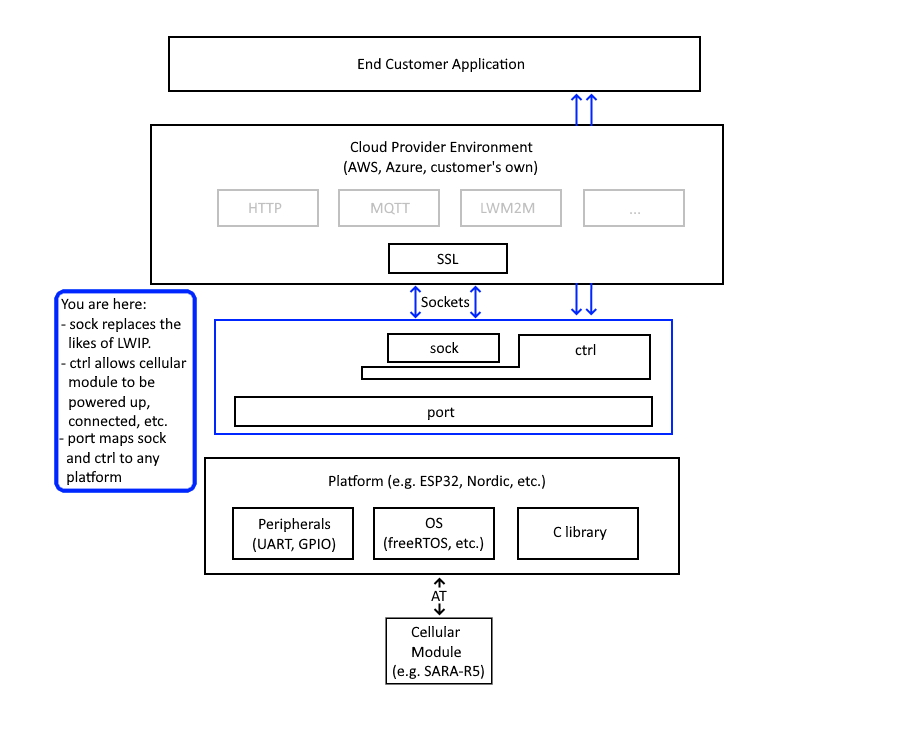 End Customer Application
Cloud Provider Environment
(AWS, Azure, customer's own)
HTTP
MQTT
LWM2M
...
SSL
Sockets
You are here:
- sock replaces the
likes of LWIP.
- ctrl allows cellular
module to be
powered up,
connected, etc.
- port maps sock
and ctrl to any
platform
sock
ctrl
port
Platform (e.g. ESP32, Nordic, etc.)
Peripherals
(UART, GPIO)
OS
(freeRTOS, etc.)
C library
AT
Cellular
Module
(e.g. SARA-R5)